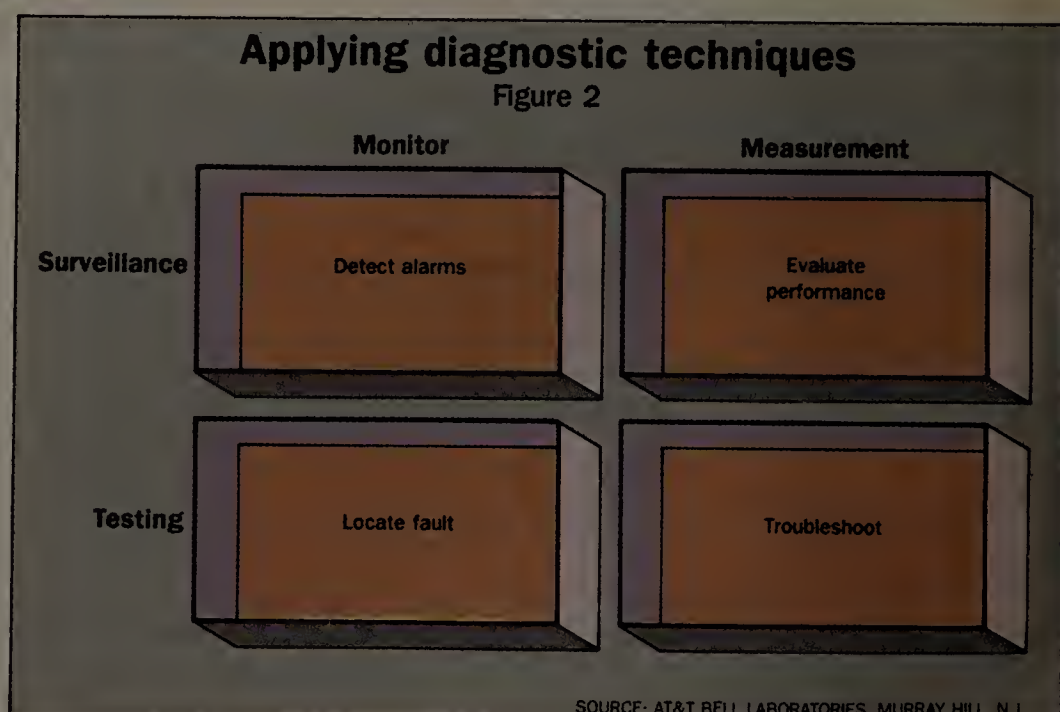 Applying diagnostic techniques
Figure 2
Monitor
Measurement
Surveillance
Detect alarms
Evaluate
performance
Testing
Locate fault
Troubleshoot
SOURCE: AT&T BELL LABORATORIES, MURRAY HILL, N.J.